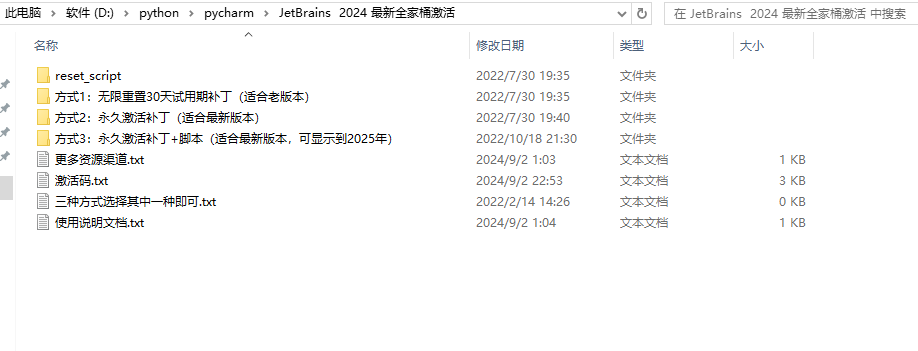 此电脑 > 软件 (D:) > python > pycharm > JetBrains 2024 最新全家桶激活
在 JetBrains 2024 最新全家桶激活 中搜索
名称 修改日期 类型 大小
reset_script 2022/7/30 19:35 文件夹
方式1：无限重置30天试用期补丁（适合老版本） 2022/7/30 19:35 文件夹
方式2：永久激活补丁（适合最新版本） 2022/7/30 19:40 文件夹
方式3：永久激活补丁+脚本（适合最新版本，可显示到2025年） 2022/10/18 21:30 文件夹
更多资源渠道.txt 2024/9/2 1:03 文本文档 1 KB
激活码.txt 2024/9/2 22:53 文本文档 3 KB
三种方式选择其中一种即可.txt 2022/2/14 14:26 文本文档 0 KB
使用说明文档.txt 2024/9/2 1:04 文本文档 1 KB